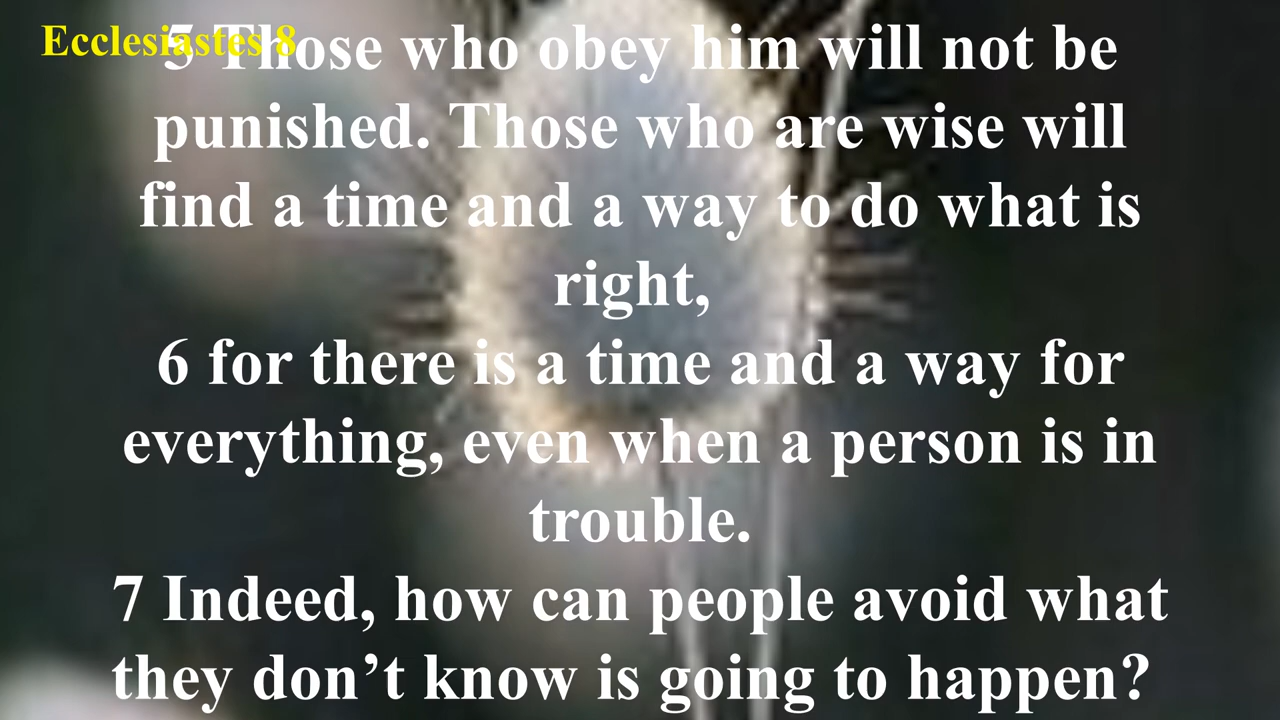 Ecclesiastes 8
5 Those who obey him will not be
punished. Those who are wise will
find a time and a way to do what is
right,
6 for there is a time and a way for
everything, even when a person is in
trouble.
7 Indeed, how can people avoid what
they don’t know is going to happen?